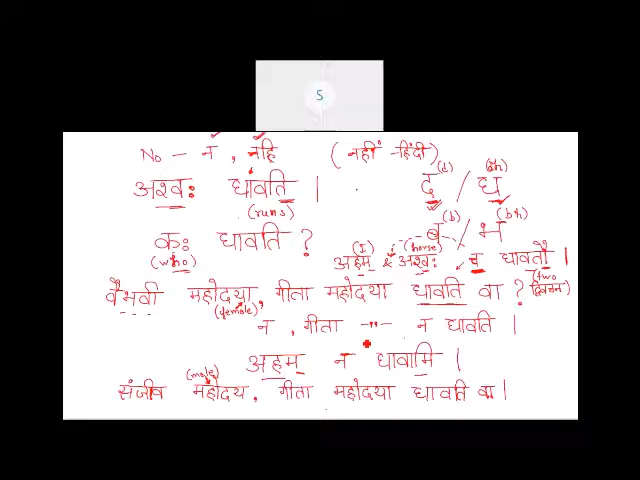 S
No – न , नहि ( नहीं - हिंदी )
(d) (dh)
अश्वः धावति । द / ध
(runs)
(b) (bh)
कः धावति ? ब / भ
(who)
(I) (horse)
अहम् & अश्वः च धावतौ ।
वैभवी महोदया , गीता महोदया धावति वा ? (two द्विवचन)
(female)
न , गीता —"— न धावति ।
अहम् न धावामि ।
(male)
संजीव महोदय , गीता महोदया धावति वा ।